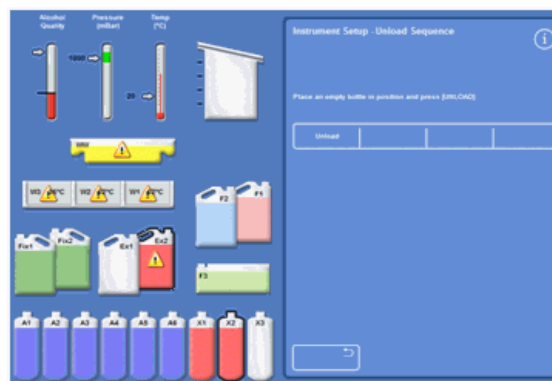 Alcohol Quality
Pressure (mBar)
Temp (°C)
Instrument Setup - Unload Sequence
i
1000
20
Place an empty bottle in position and press [UNLOAD]
Unload
W3 °C
W2 °C
W1 °C
F2
F1
Fix1
Fix2
Ex1
Ex2
F3
A1
A2
A3
A4
A5
A6
X1
X2
X3